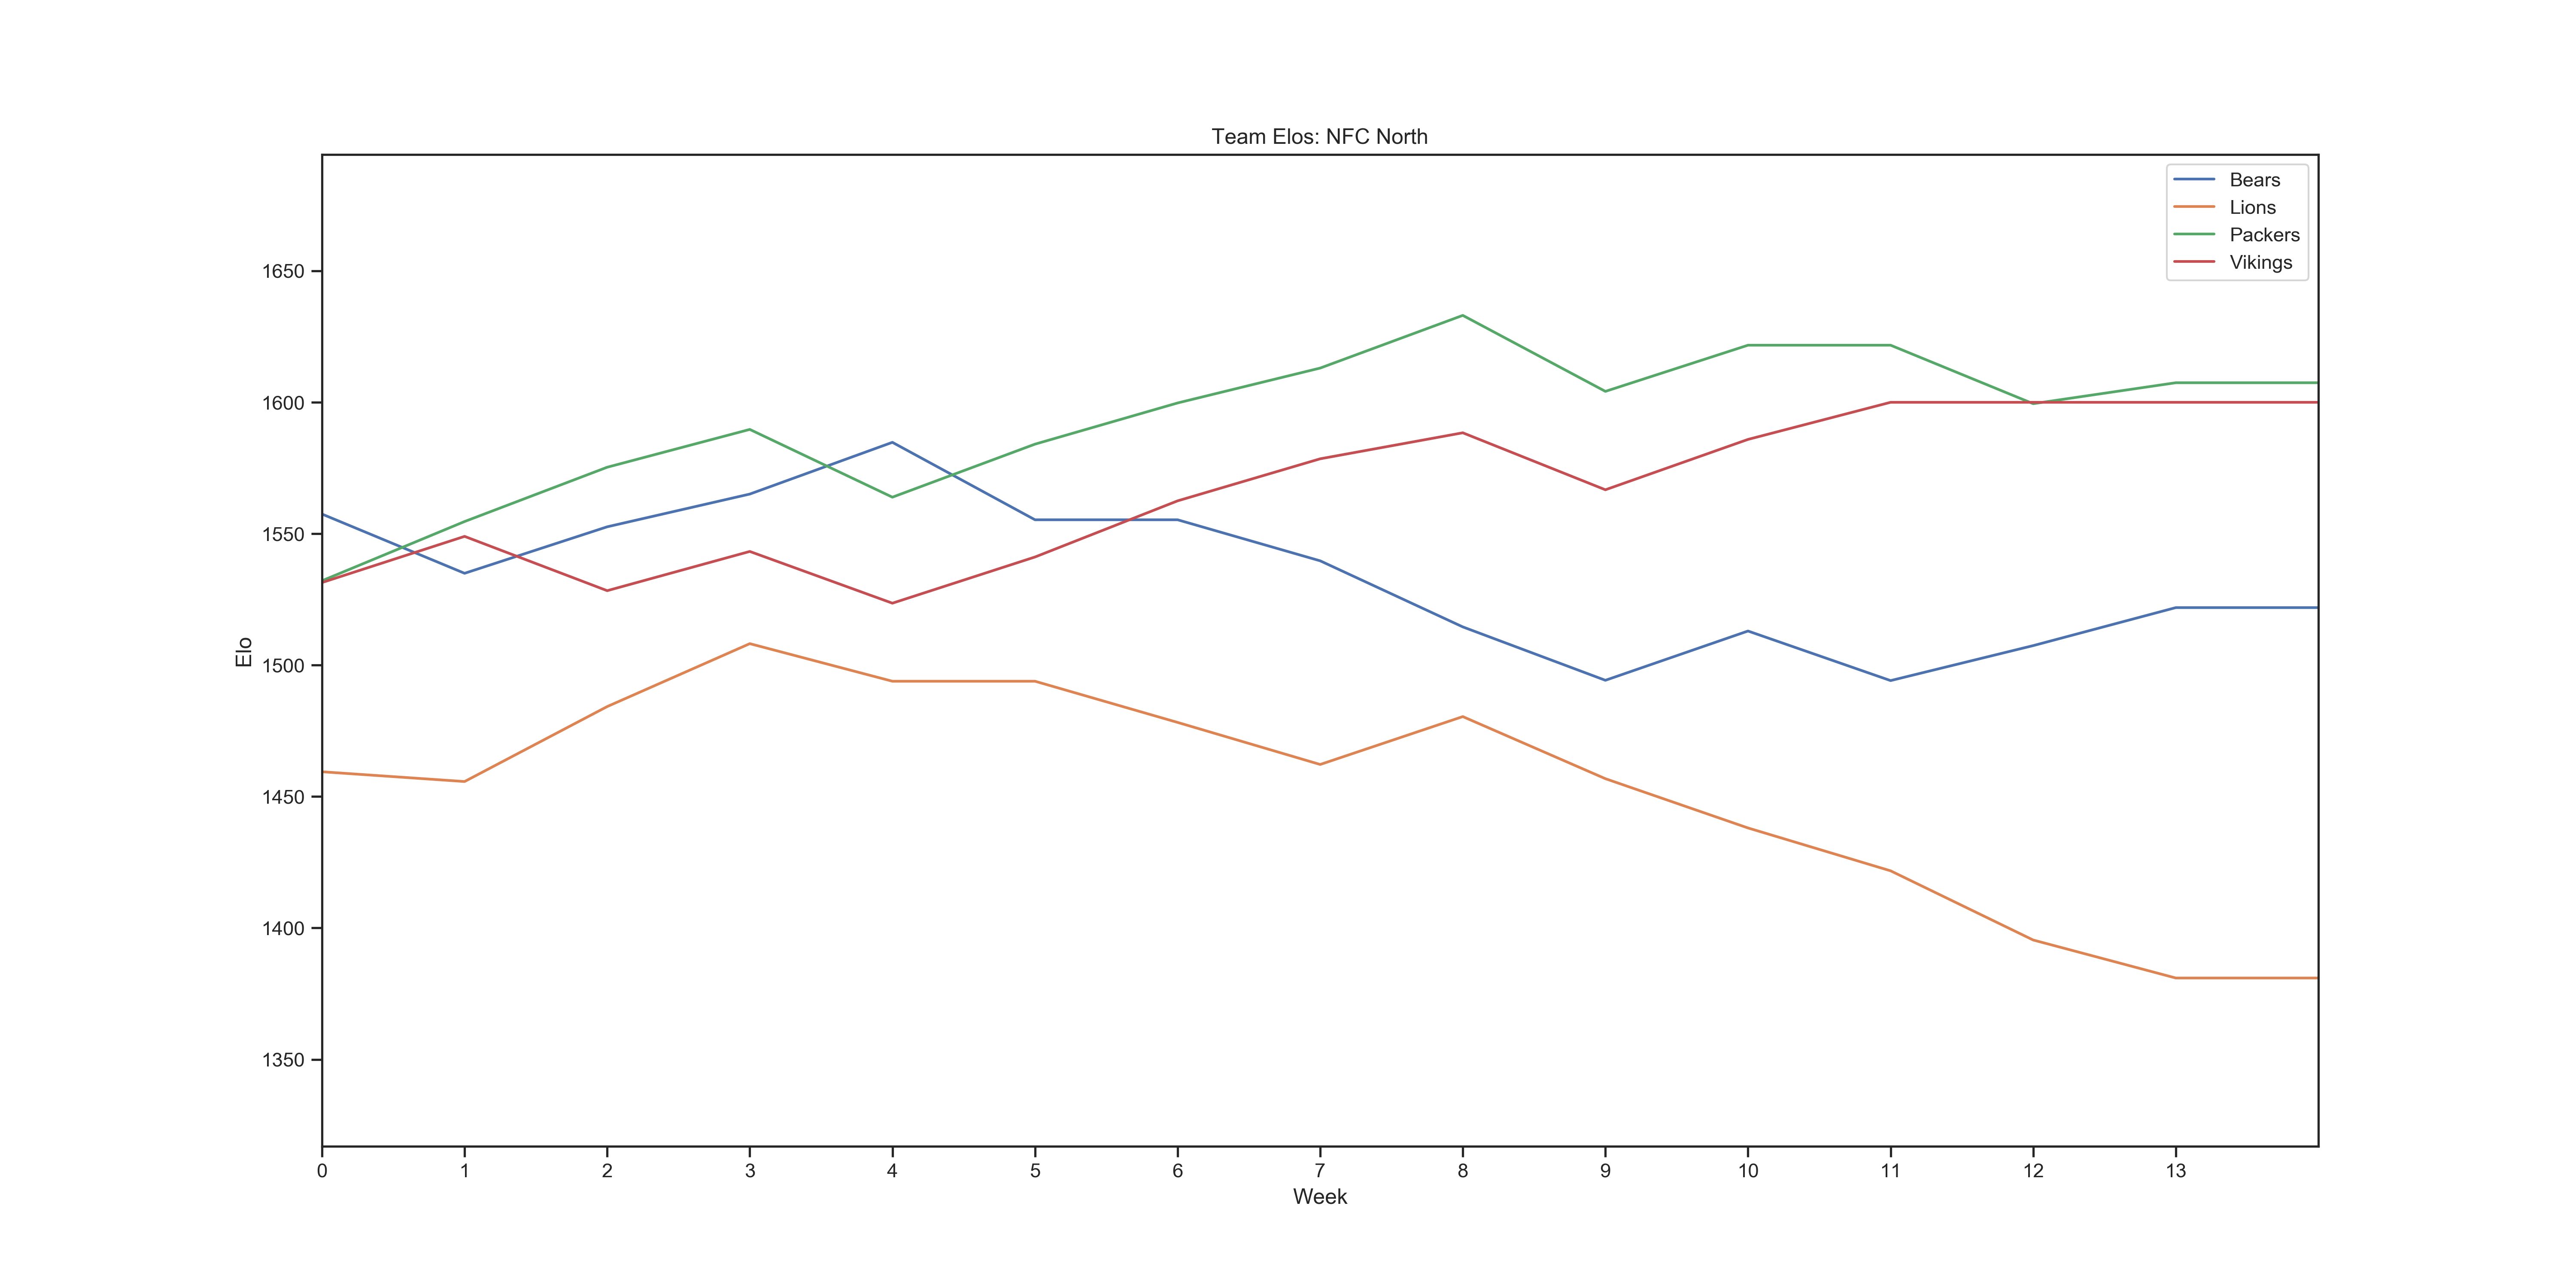 Team Elos: NFC North
Bears
Lions
Packers
Vikings
Elo
1650
1600
1550
1500
1450
1400
1350
0 1 2 3 4 5 6 7 8 9 10 11 12 13
Week